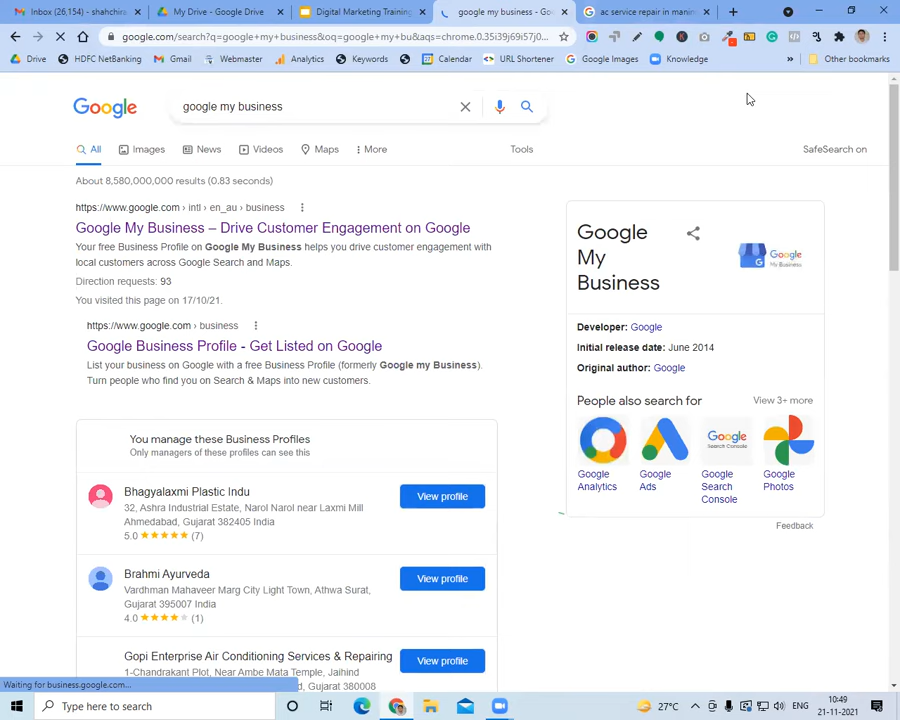 Inbox (26,154) - shahchira
My Drive - Google Drive
Digital Marketing Training
google my business - Goo
ac service repair in manin
google.com/search?q=google+my+business&oq=google+my+bu&aqs=chrome.0.35i39j69i57j0...
Drive
HDFC NetBanking
Gmail
Webmaster
Analytics
Keywords
Calendar
URL Shortener
Google Images
Knowledge
»
Other bookmarks
Google
google my business
All
Images
News
Videos
Maps
More
Tools
SafeSearch on
About 8,580,000,000 results (0.83 seconds)
https://www.google.com › intl › en_au › business
Google My Business – Drive Customer Engagement on Google
Your free Business Profile on Google My Business helps you drive customer engagement with
local customers across Google Search and Maps.
Direction requests: 93
You visited this page on 17/10/21.
https://www.google.com › business
Google Business Profile - Get Listed on Google
List your business on Google with a free Business Profile (formerly Google my Business).
Turn people who find you on Search & Maps into new customers.
You manage these Business Profiles
Only managers of these profiles can see this
Bhagyalaxmi Plastic Indu
32, Ashra Industrial Estate, Narol Narol near Laxmi Mill
Ahmedabad, Gujarat 382405 India
5.0 ★★★★★ (7)
View profile
Brahmi Ayurveda
Vardhman Mahaveer Marg City Light Town, Athwa Surat,
Gujarat 395007 India
4.0 ★★★★★ (1)
View profile
Gopi Enterprise Air Conditioning Services & Repairing
1-Chandrakant Plot, Near Ambe Mata Temple, Jaihind
d, Gujarat 380008
View profile
Google
My
Business
Google
My Business
Developer: Google
Initial release date: June 2014
Original author: Google
People also search for
View 3+ more
Google
Search Console
Google
Analytics
Google
Ads
Google
Search
Console
Google
Photos
Feedback
Waiting for business.google.com...
Type here to search
27°C
ENG
10:49
21-11-2021